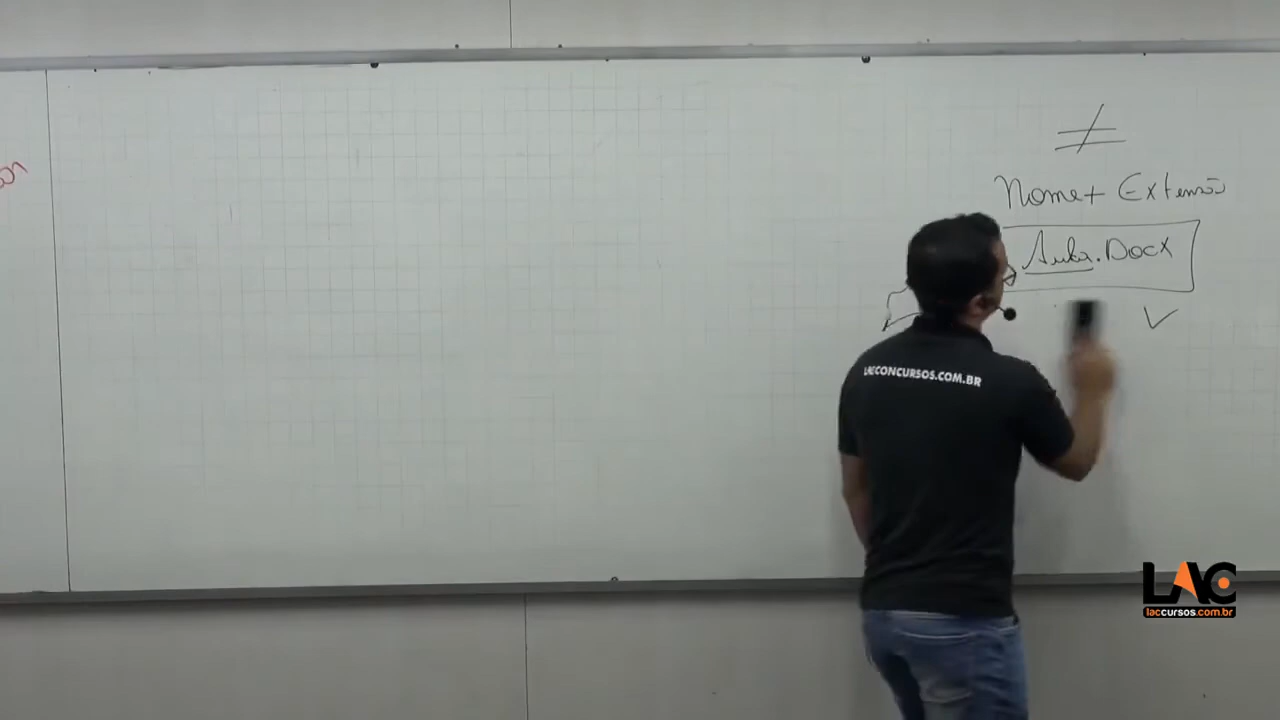 ≠
Nome + Extensão
Aula.Docx
LACCONCURSOS.COM.BR
LAC
laccursos.com.br